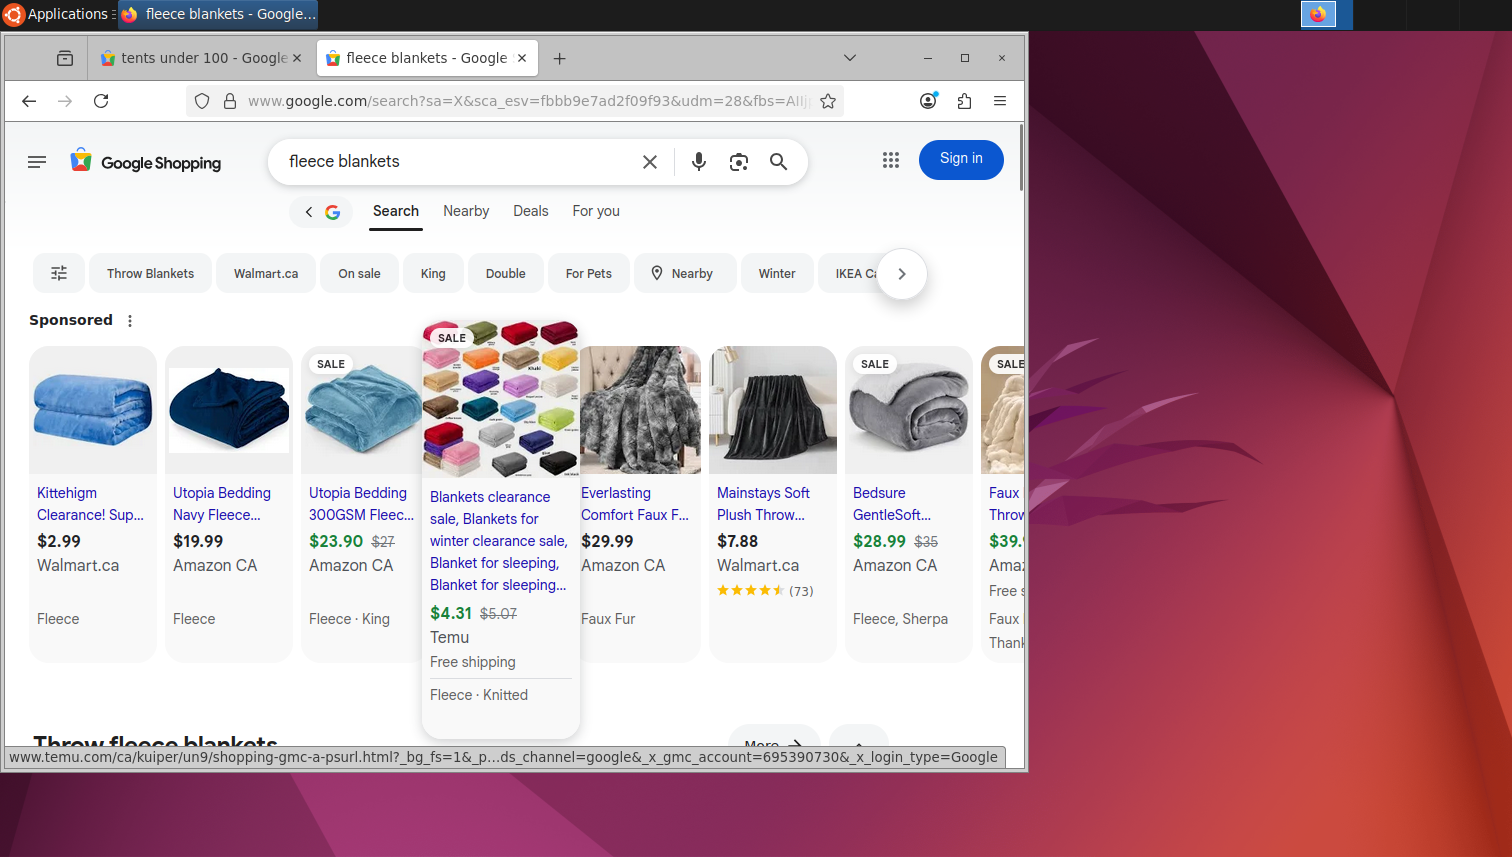 Applications
fleece blankets - Google...
tents under 100 - Google
fleece blankets - Google
www.google.com/search?sa=X&sca_esv=fbbb9e7ad2f09f93&udm=28&fbs=AIIj
Google Shopping
fleece blankets
Sign in
Search
Nearby
Deals
For you
Throw Blankets
Walmart.ca
On sale
King
Double
For Pets
Nearby
Winter
IKEA Ca
Sponsored
Kittehigm
Clearance! Sup...
$2.99
Walmart.ca
Fleece
Utopia Bedding
Navy Fleece...
$19.99
Amazon CA
Fleece
SALE
Utopia Bedding
300GSM Fleec...
$23.90 $27
Amazon CA
Fleece · King
SALE
Khaki
Blankets clearance
sale, Blankets for
winter clearance sale,
Blanket for sleeping,
Blanket for sleeping...
$4.31 $5.07
Temu
Free shipping
Fleece · Knitted
Everlasting
Comfort Faux F...
$29.99
Amazon CA
Faux Fur
Mainstays Soft
Plush Throw...
$7.88
Walmart.ca
(73)
SALE
Bedsure
GentleSoft...
$28.99 $35
Amazon CA
Fleece, Sherpa
SALE
Faux
Throw
$39.
Amaz
Free s
Faux
Thank
Throw fleece blankets
More
www.temu.com/ca/kuiper/un9/shopping-gmc-a-psurl.html?_bg_fs=1&_p...ds_channel=google&_x_gmc_account=695390730&_x_login_type=Google